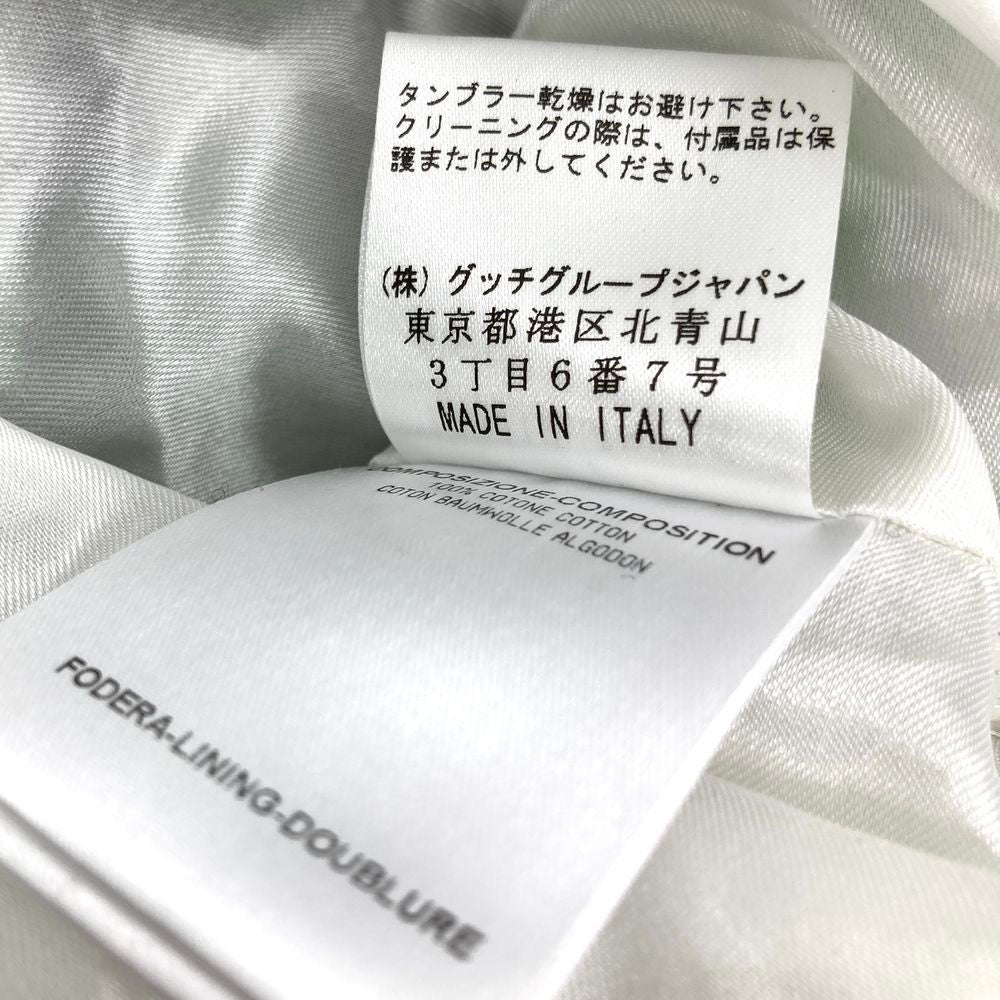 タンブラー乾燥はお避け下さい。
クリーニングの際は、付属品は保
護または外してください。
(株) グッチグループジャパン
東京都港区北青山
3丁目6番7号
MADE IN ITALY
COMPOSIZIONE-COMPOSITION
100% COTONE COTTON
COTON BAUMWOLLE ALGODON
FODERA-LINING-DOUBLURE